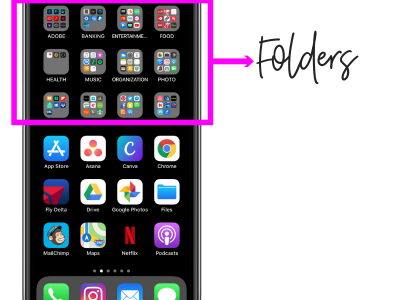 ADOBE BANKING ENTERTAINME... FOOD
Folders
HEALTH MUSIC ORGANIZATION PHOTO
App Store Asana Canva Chrome
Fly Delta Drive Google Photos Files
MailChimp Maps Netflix Podcasts